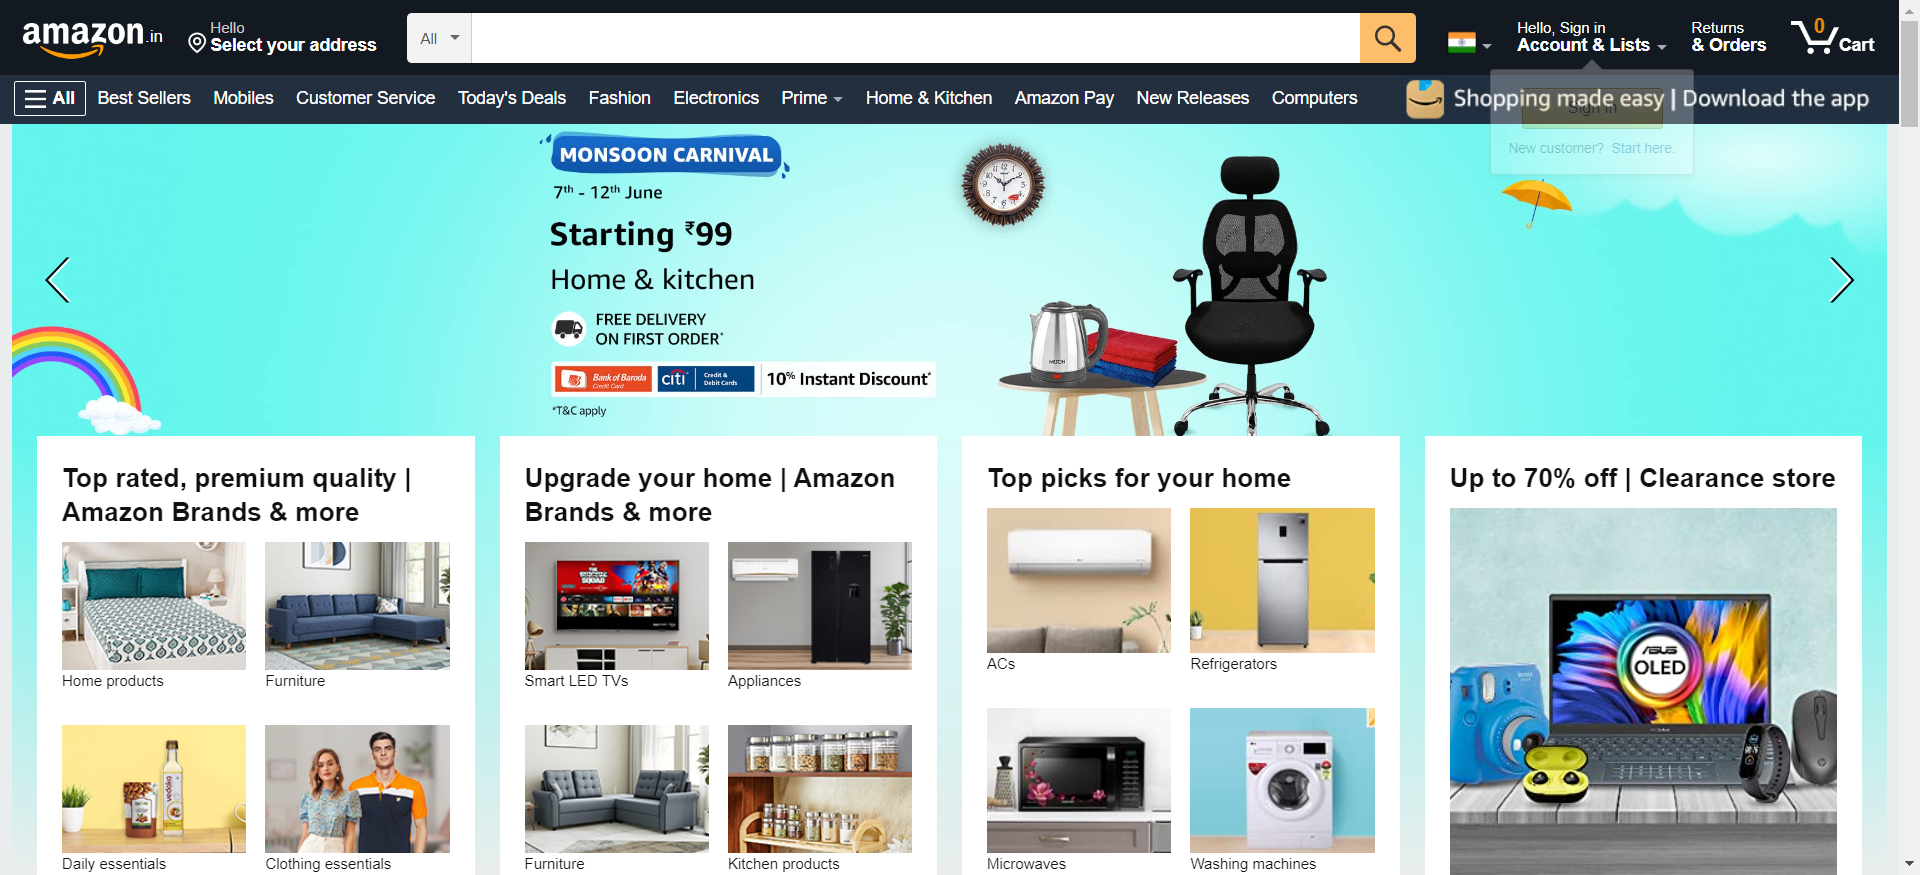 amazon.in
Hello
Select your address
All
Hello, Sign in
Account & Lists
Returns
& Orders
0
Cart
All
Best Sellers
Mobiles
Customer Service
Today's Deals
Fashion
Electronics
Prime
Home & Kitchen
Amazon Pay
New Releases
Computers
Shopping made easy | Download the app
Sign in
New customer? Start here.
MONSOON CARNIVAL
7th - 12th June
Starting ₹99
Home & kitchen
FREE DELIVERY
ON FIRST ORDER*
Bank of Baroda
Credit Card
citi
Credit &
Debit Cards
10% Instant Discount*
*T&C apply
MILTON
Top rated, premium quality |
Amazon Brands & more
Home products
Furniture
Daily essentials
Clothing essentials
Upgrade your home | Amazon
Brands & more
Smart LED TVs
Appliances
Furniture
Kitchen products
Top picks for your home
ACs
Refrigerators
Microwaves
Washing machines
Up to 70% off | Clearance store
ASUS
OLED